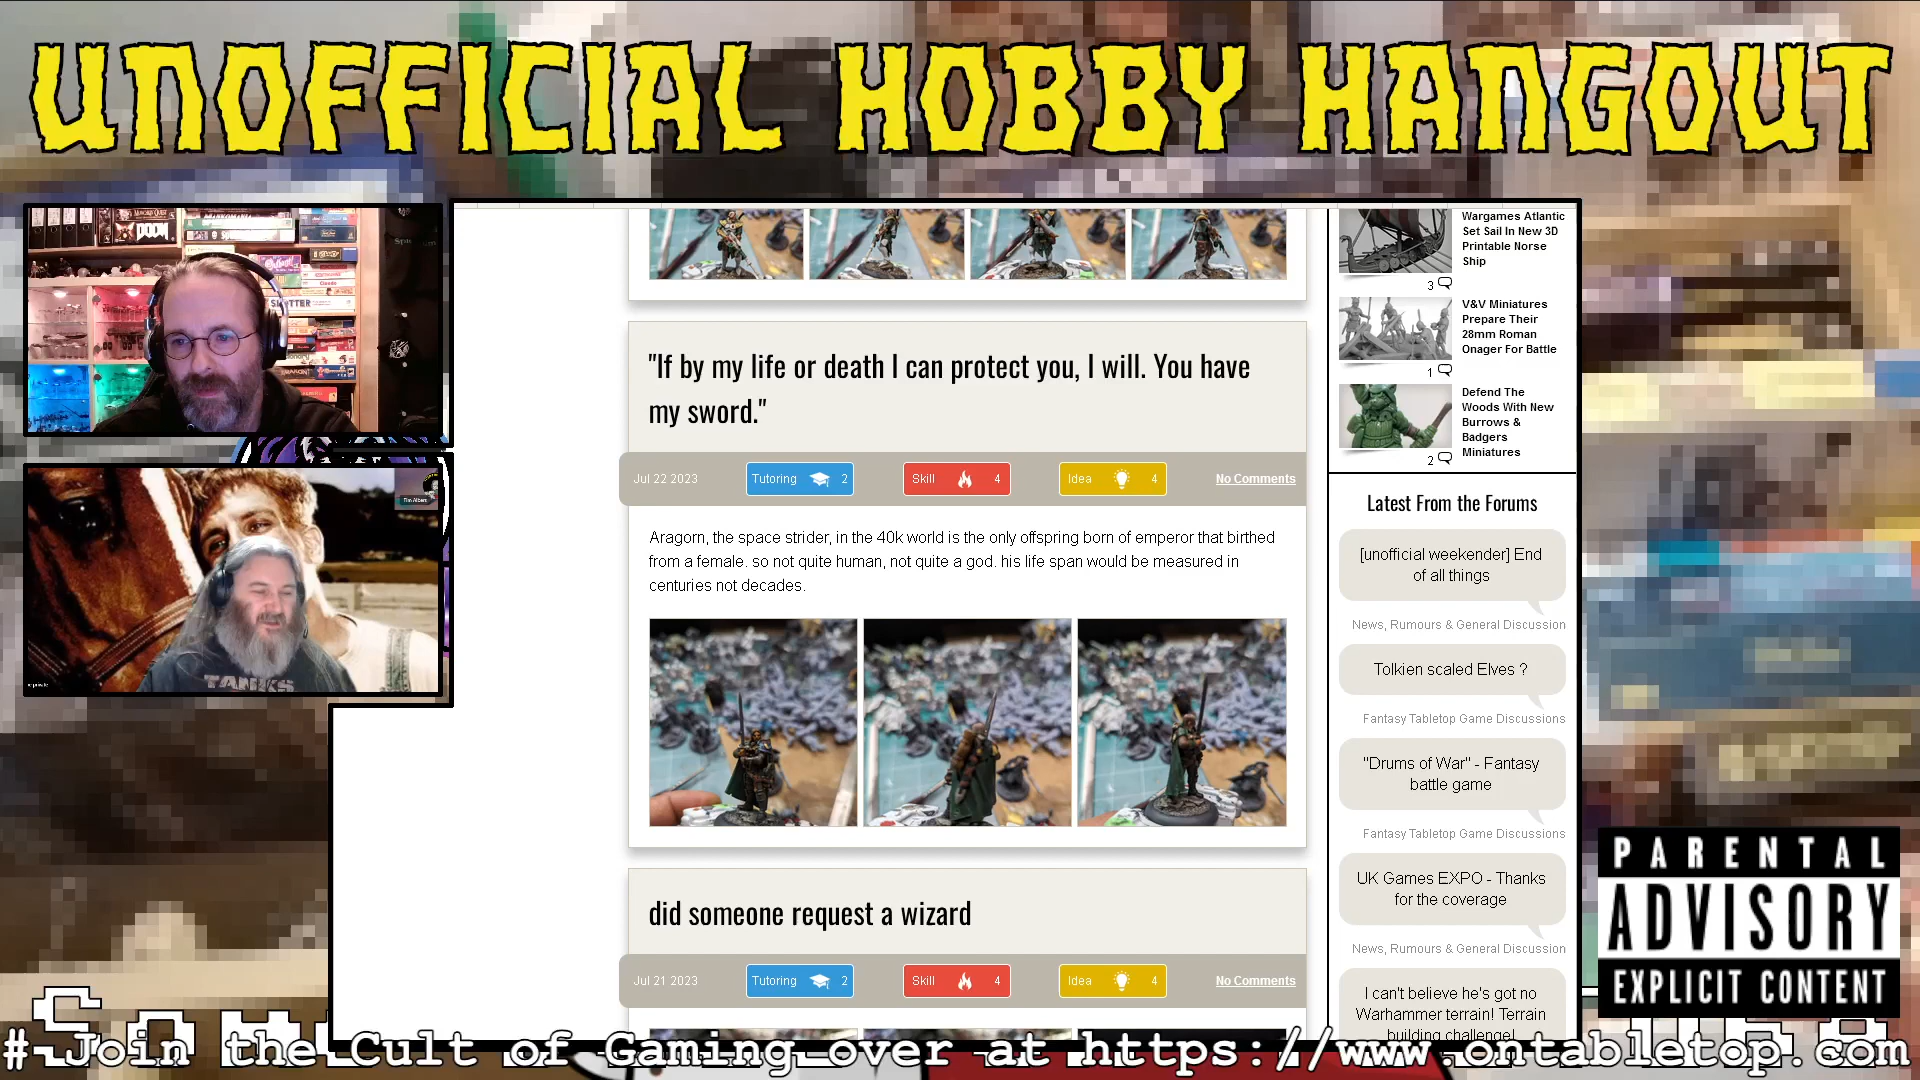 UNOFFICIAL HOBBY HANGOUT
MUNCHKIN QUEST
DOOM
Tim Albers
TANKS
"If by my life or death I can protect you, I will. You have
my sword."
Jul 22 2023
Tutoring 2
Skill 4
Idea 4
No Comments
Aragorn, the space strider, in the 40k world is the only offspring born of emperor that birthed
from a female. so not quite human, not quite a god. his life span would be measured in
centuries not decades.
did someone request a wizard
Jul 21 2023
Tutoring 2
Skill 4
Idea 4
No Comments
Wargames Atlantic
Set Sail In New 3D
Printable Norse
Ship
3
V&V Miniatures
Prepare Their
28mm Roman
Onager For Battle
1
Defend The
Woods With New
Burrows &
Badgers
Miniatures
2
Latest From the Forums
[unofficial weekender] End
of all things
News, Rumours & General Discussion
Tolkien scaled Elves ?
Fantasy Tabletop Game Discussions
"Drums of War" - Fantasy
battle game
Fantasy Tabletop Game Discussions
UK Games EXPO - Thanks
for the coverage
News, Rumours & General Discussion
I can't believe he's got no
Warhammer terrain! Terrain
building challenge!
PARENTAL
ADVISORY
EXPLICIT CONTENT
# Join the Cult of Gaming over at https://www.ontabletop.com